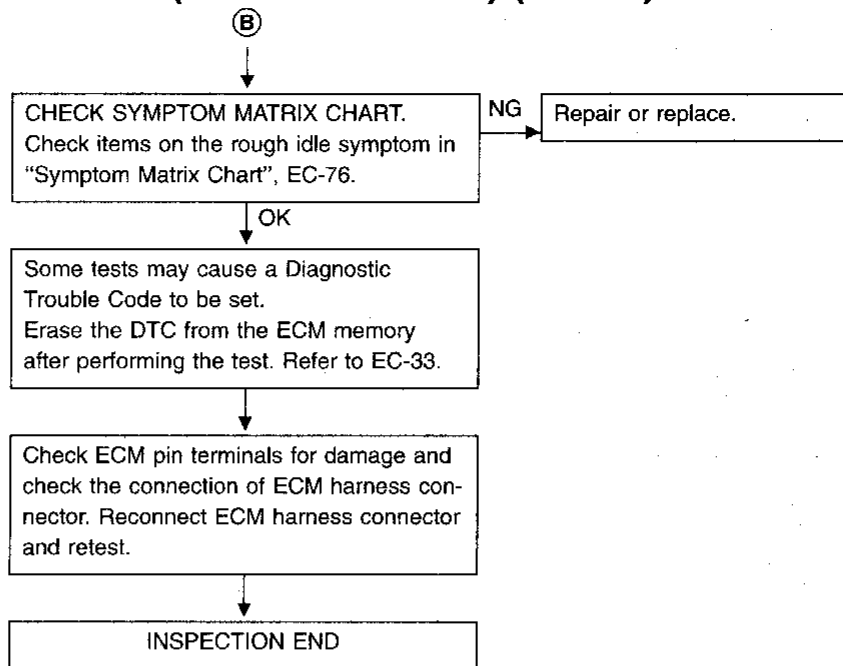 B
CHECK SYMPTOM MATRIX CHART.
Check items on the rough idle symptom in
“Symptom Matrix Chart”, EC-76.
NG
Repair or replace.
OK
Some tests may cause a Diagnostic
Trouble Code to be set.
Erase the DTC from the ECM memory
after performing the test. Refer to EC-33.
Check ECM pin terminals for damage and
check the connection of ECM harness con-
nector. Reconnect ECM harness connector
and retest.
INSPECTION END